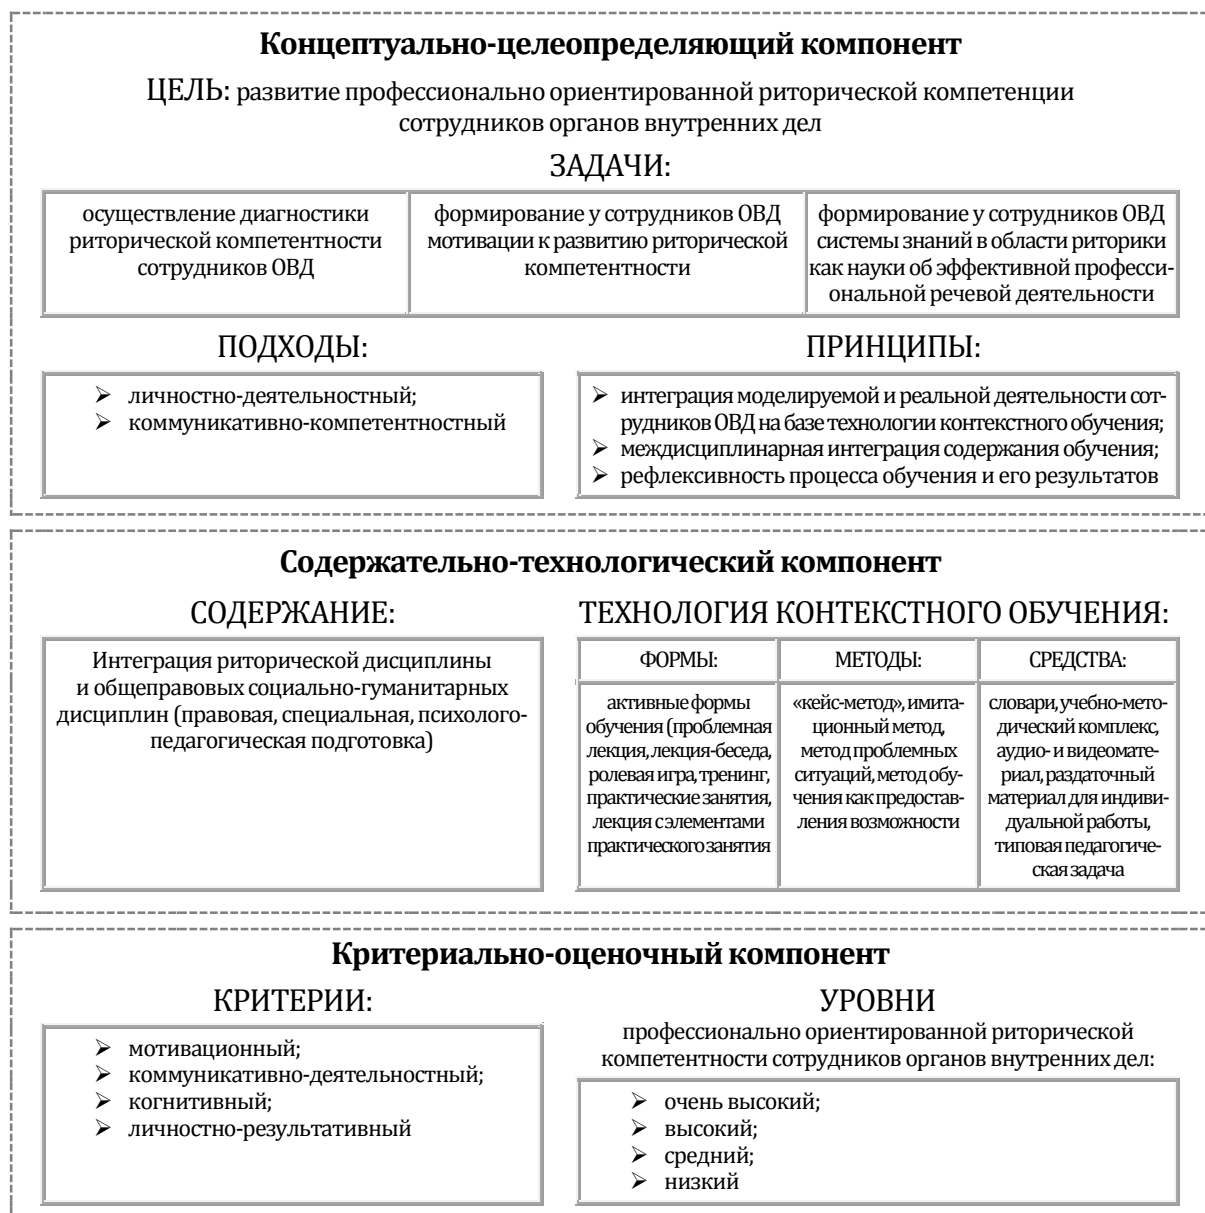 Концептуально-целеопределяющий компонент
ЦЕЛЬ: развитие профессионально ориентированной риторической компетенции
сотрудников органов внутренних дел
ЗАДАЧИ:
осуществление диагностики
риторической компетентности
сотрудников ОВД
формирование у сотрудников ОВД
мотивации к развитию риторической
компетентности
формирование у сотрудников ОВД
системы знаний в области риторики
как науки об эффективной професси-
ональной речевой деятельности
ПОДХОДЫ:
➢ личностно-деятельностный;
➢ коммуникативно-компетентностный
ПРИНЦИПЫ:
➢ интеграция моделируемой и реальной деятельности сот-
рудников ОВД на базе технологии контекстного обучения;
➢ междисциплинарная интеграция содержания обучения;
➢ рефлексивность процесса обучения и его результатов
Содержательно-технологический компонент
СОДЕРЖАНИЕ:
Интеграция риторической дисциплины
и общеправовых социально-гуманитарных
дисциплин (правовая, специальная, психолого-
педагогическая подготовка)
ТЕХНОЛОГИЯ КОНТЕКСТНОГО ОБУЧЕНИЯ:
ФОРМЫ:
активные формы
обучения (проблемная
лекция, лекция-беседа,
ролевая игра, тренинг,
практические занятия,
лекция с элементами
практического занятия
МЕТОДЫ:
«кейс-метод», имита-
ционный метод,
метод проблемных
ситуаций, метод обу-
чения как предостав-
ления возможности
СРЕДСТВА:
словари, учебно-мето-
дический комплекс,
аудио- и видеомате-
риал, раздаточный
материал для индиви-
дуальной работы,
типовая педагогиче-
ская задача
Критериально-оценочный компонент
КРИТЕРИИ:
➢ мотивационный;
➢ коммуникативно-деятельностный;
➢ когнитивный;
➢ личностно-результативный
УРОВНИ
профессионально ориентированной риторической
компетентности сотрудников органов внутренних дел:
➢ очень высокий;
➢ высокий;
➢ средний;
➢ низкий